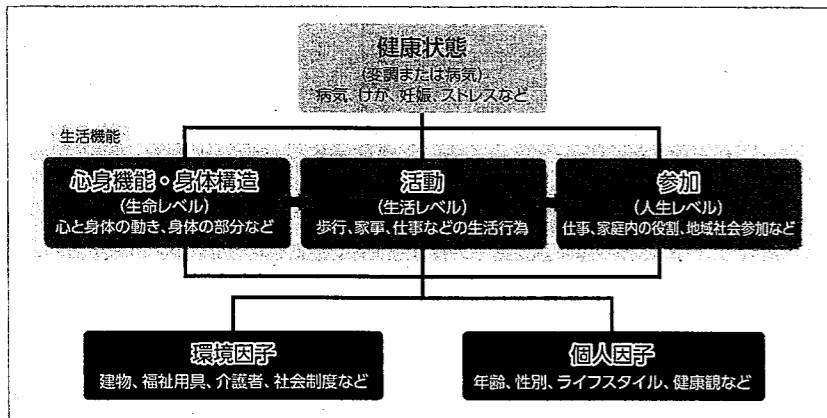 健康状態
(変調または病気)
病気、けが、妊娠、ストレスなど
生活機能
心身機能・身体構造
(生命レベル)
心と身体の動き、身体の部分など
活動
(生活レベル)
歩行、家事、仕事などの生活行為
参加
(人生レベル)
仕事、家庭内の役割、地域社会参加など
環境因子
建物、福祉用具、介護者、社会制度など
個人因子
年齢、性別、ライフスタイル、健康観など